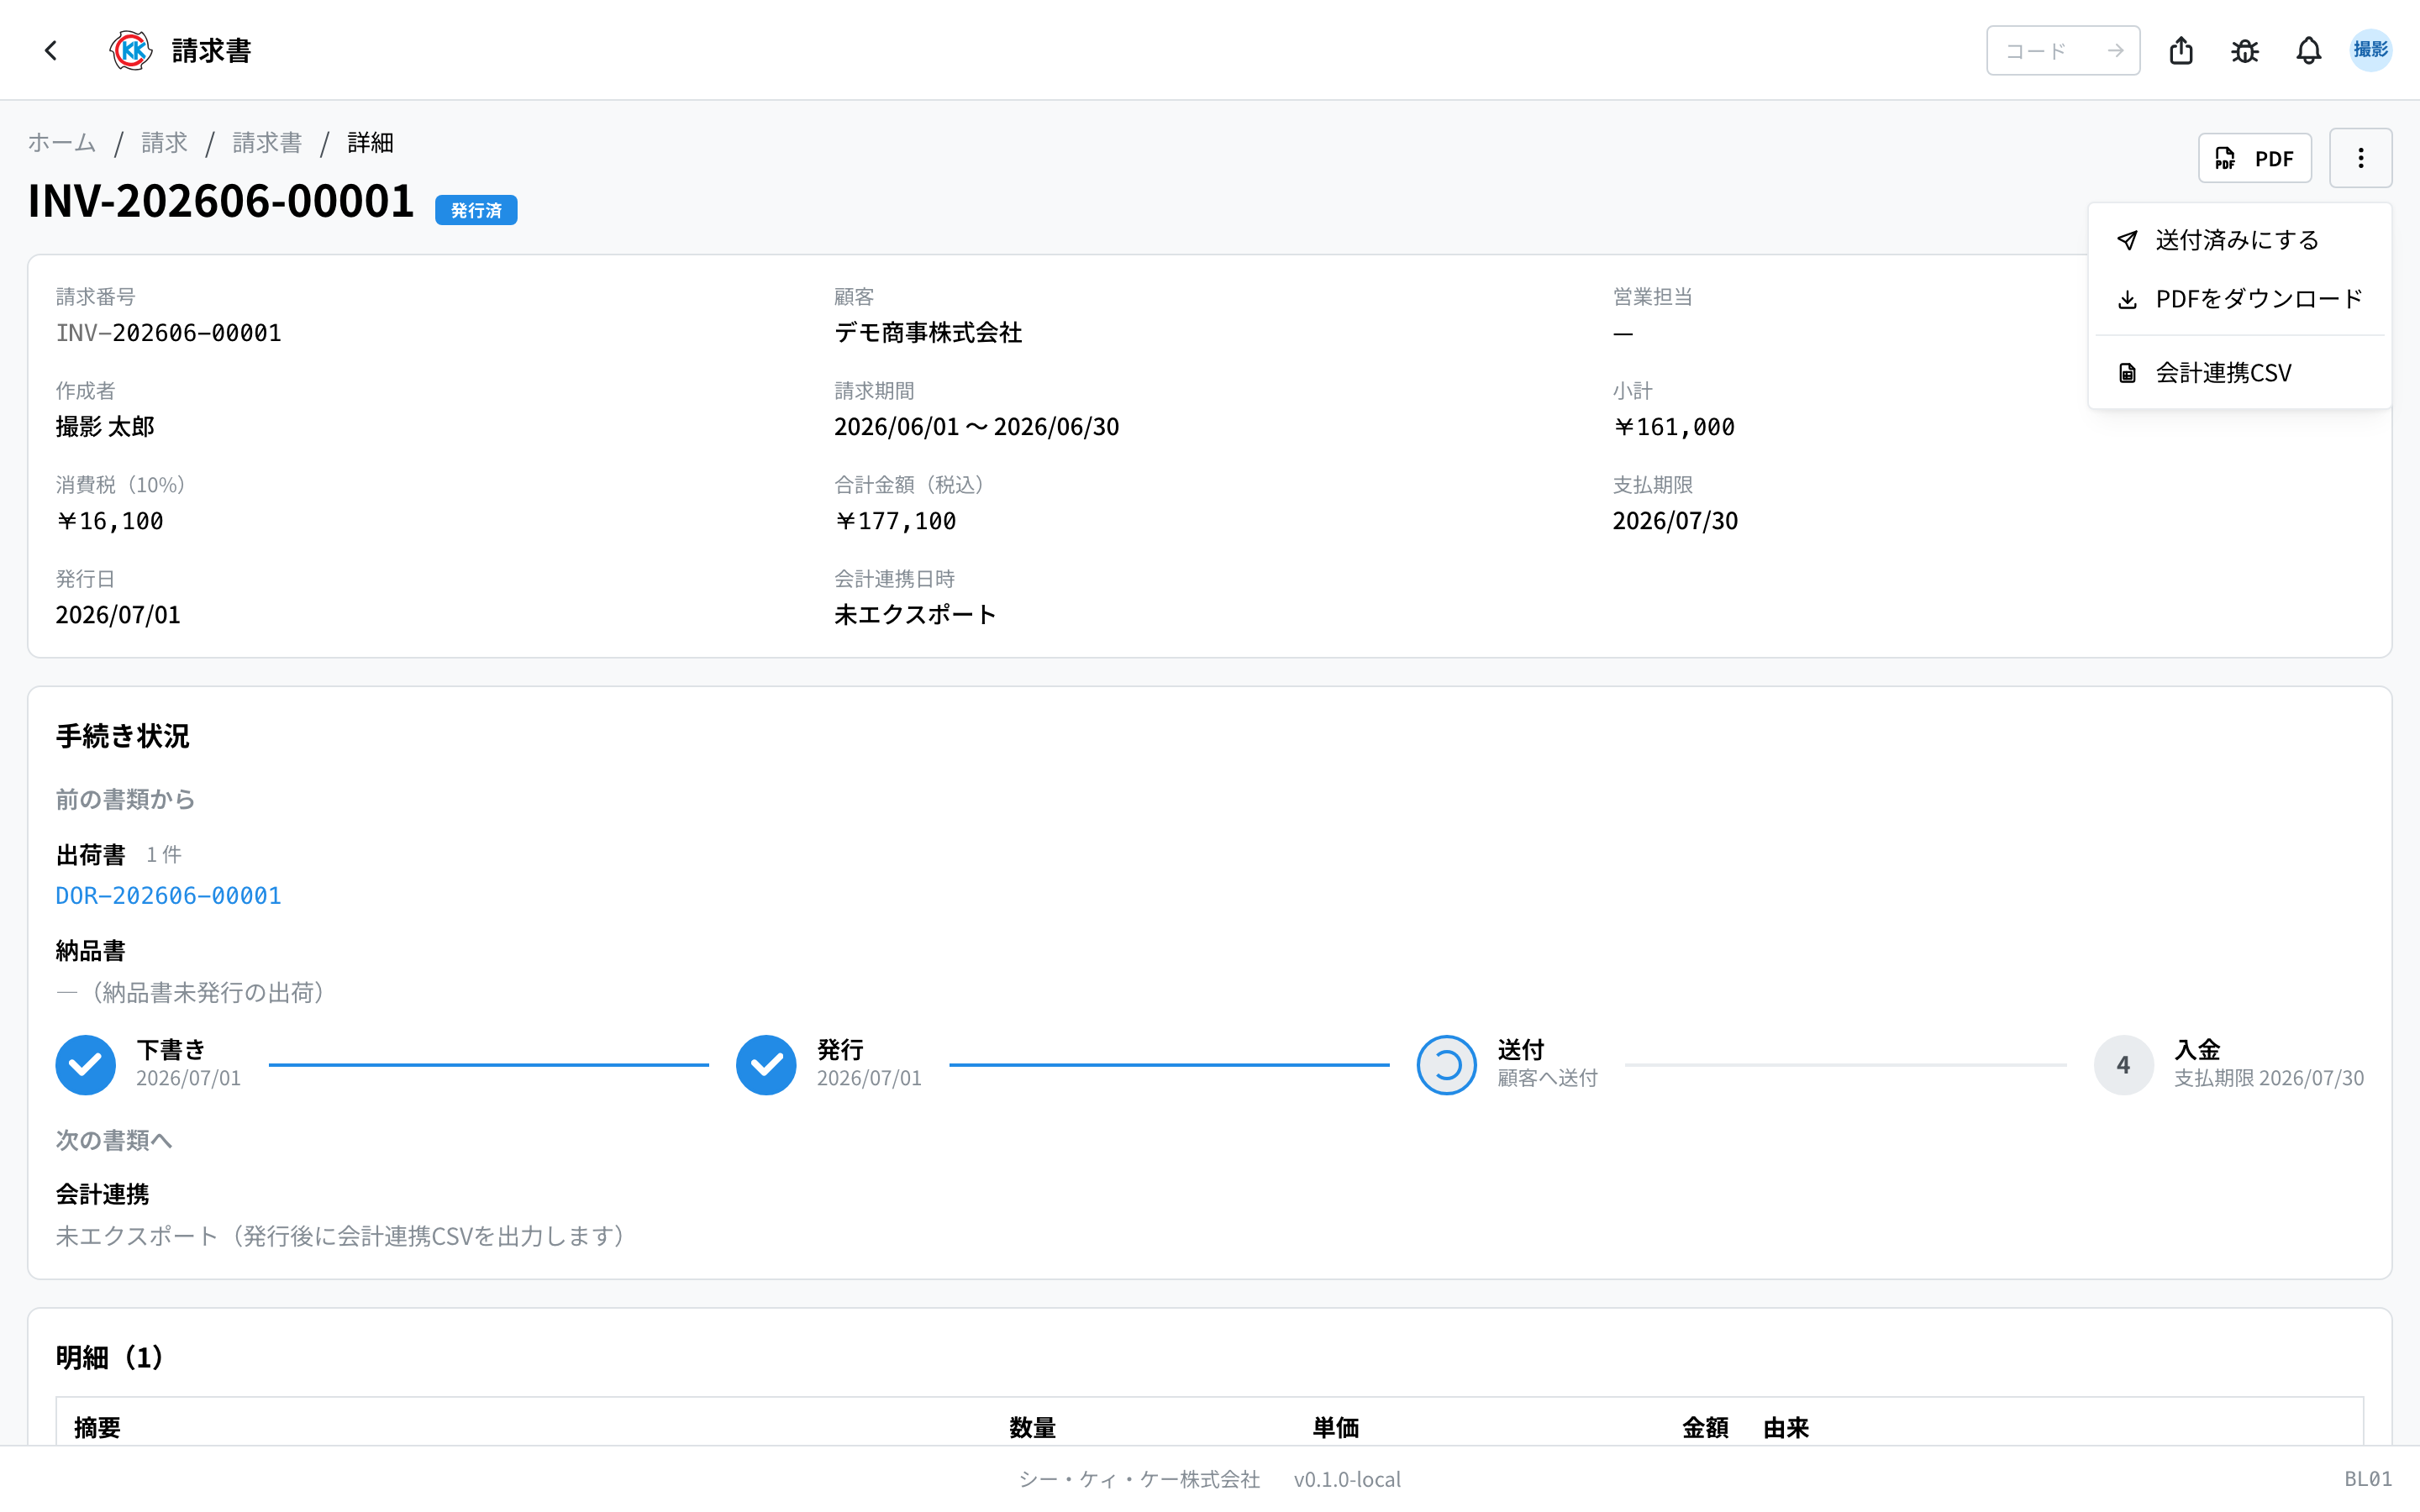 KK 請求書 コード 撮影
ホーム / 請求 / 請求書 / 詳細
PDF PDF
INV-202606-00001 発行済
送付済みにする
PDFをダウンロード
会計連携CSV
請求番号 顧客 営業担当
INV-202606-00001 デモ商事株式会社 —
作成者 請求期間 小計
撮影 太郎 2026/06/01 〜 2026/06/30 ¥161,000
消費税（10%） 合計金額（税込） 支払期限
¥16,100 ¥177,100 2026/07/30
発行日 会計連携日時
2026/07/01 未エクスポート
手続き状況
前の書類から
出荷書 1 件
DOR-202606-00001
納品書
—（納品書未発行の出荷）
下書き 発行 送付 4 入金
2026/07/01 2026/07/01 顧客へ送付 支払期限 2026/07/30
次の書類へ
会計連携
未エクスポート（発行後に会計連携CSVを出力します）
明細（1）
摘要 数量 単価 金額 由来
シー・ケィ・ケー株式会社 v0.1.0-local BL01